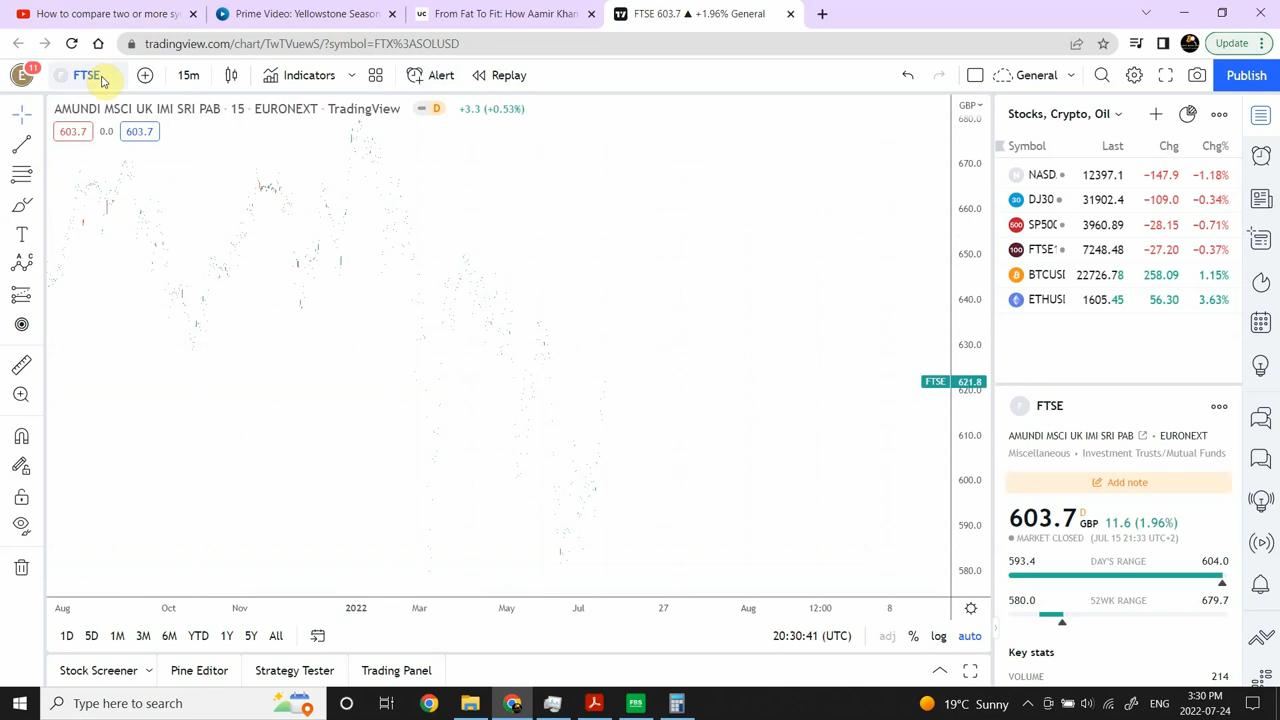 How to compare two or more sy
Prime Video: Yellowstone Season
From Fat To Fit: How Aamir Khan
FTSE 603.7 ▲ +1.96% General
tradingview.com/chart/TwTVuewS/?symbol=FTX%3ASOLUSD
Update
E
11
FTSE
15m
Indicators
Alert
Replay
General
Publish
AMUNDI MSCI UK IMI SRI PAB · 15 · EURONEXT · TradingView
D
+3.3 (+0.53%)
603.7
0.0
603.7
GBP
680.0
670.0
660.0
650.0
640.0
630.0
FTSE 621.8
620.0
610.0
600.0
590.0
580.0
Aug Oct Nov 2022 Mar May Jul 27 Aug 12:00 8
1D 5D 1M 3M 6M YTD 1Y 5Y All
20:30:41 (UTC)
adj % log auto
Stock Screener
Pine Editor
Strategy Tester
Trading Panel
Stocks, Crypto, Oil
Symbol Last Chg Chg%
NASD 12397.1 −147.9 −1.18%
DJ30 31902.4 −109.0 −0.34%
SP500 3960.89 −28.15 −0.71%
FTSE1 7248.48 −27.20 −0.37%
BTCUSI 22726.78 258.09 1.15%
ETHUSI 1605.45 56.30 3.63%
FTSE
AMUNDI MSCI UK IMI SRI PAB • EURONEXT
Miscellaneous • Investment Trusts/Mutual Funds
Add note
603.7 D GBP 11.6 (1.96%)
MARKET CLOSED (JUL 15 21:33 UTC+2)
593.4 DAY'S RANGE 604.0
580.0 52WK RANGE 679.7
Key stats
VOLUME 214
Type here to search
19°C Sunny
ENG
3:30 PM
2022-07-24